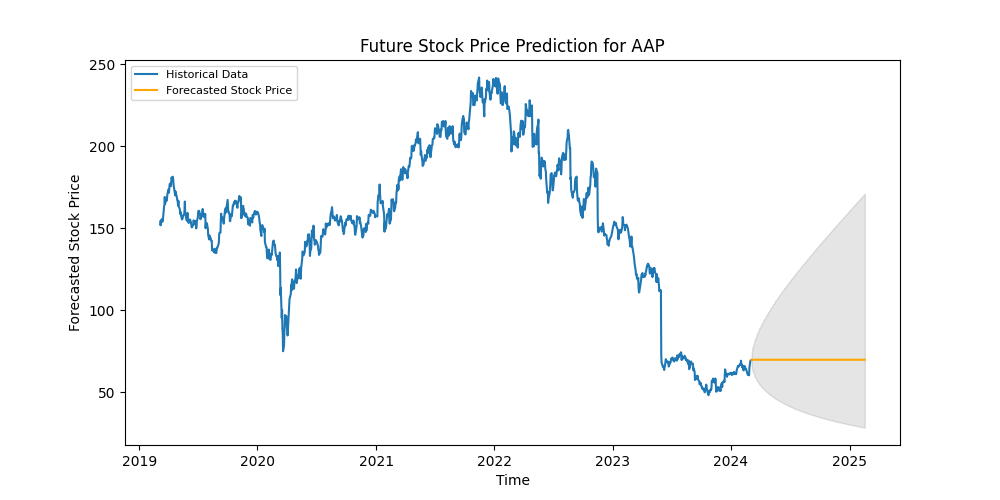 Future Stock Price Prediction for AAP
Historical Data
Forecasted Stock Price
250
200
150
100
50
Forecasted Stock Price
2019 2020 2021 2022 2023 2024 2025
Time